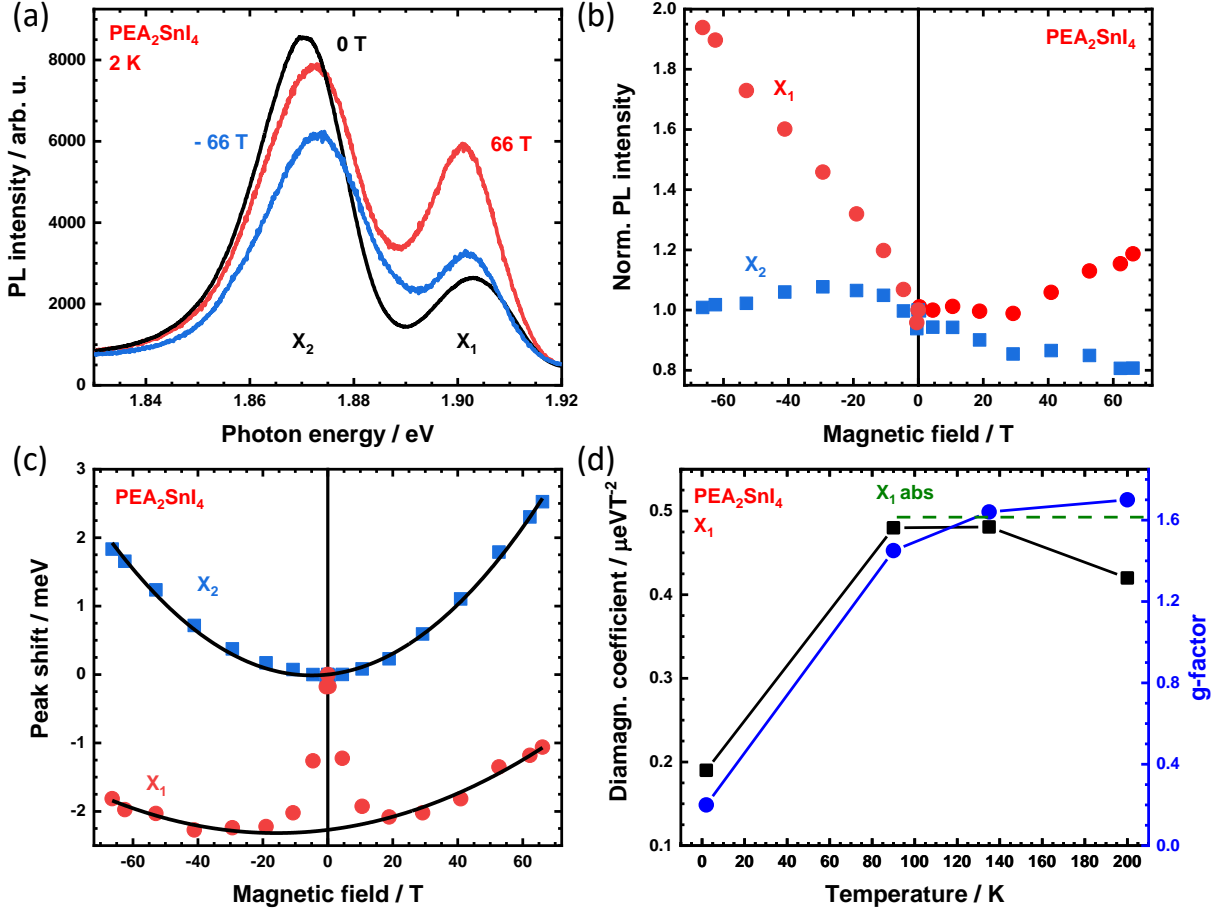 (a)
PEA₂SnI₄
2 K
0 T
- 66 T
66 T
X₂
X₁
PL intensity / arb. u.
8000
6000
4000
2000
0
1.84
1.86
1.88
1.90
1.92
Photon energy / eV
(b)
PEA₂SnI₄
X₁
X₂
Norm. PL intensity
2.0
1.8
1.6
1.4
1.2
1.0
0.8
-60
-40
-20
0
20
40
60
Magnetic field / T
(c)
PEA₂SnI₄
X₂
X₁
Peak shift / meV
3
2
1
0
-1
-2
-60
-40
-20
0
20
40
60
Magnetic field / T
(d)
PEA₂SnI₄
X₁
X₁ abs
Diamagn. coefficient / µeVT⁻²
0.5
0.4
0.3
0.2
0.1
0
20
40
60
80
100
120
140
160
180
200
Temperature / K
1.6
1.2
0.8
0.4
0.0
g-factor